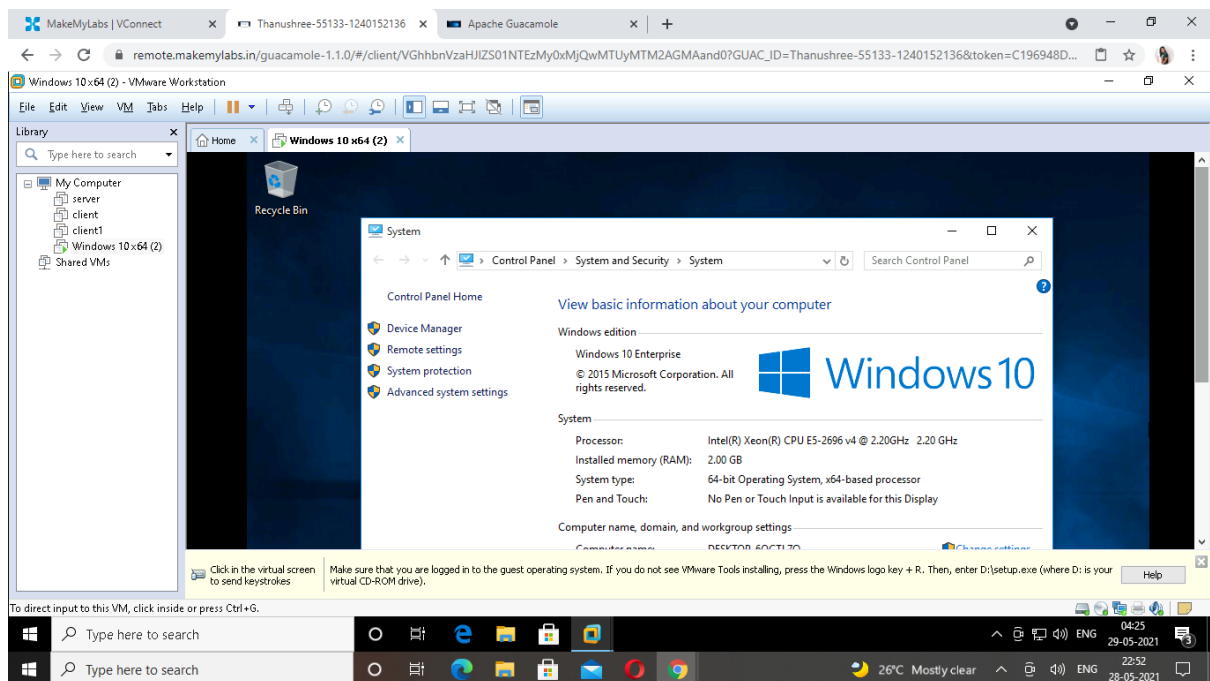 MakeMyLabs | VConnect
Thanushree-55133-1240152136
Apache Guacamole
remote.makemylabs.in/guacamole-1.1.0/#/client/VGhhbnVzaHJlZS01NTEzMy0xMjQwMTUyMTM2AGMAand0?GUAC_ID=Thanushree-55133-1240152136&token=C196948D...
Windows 10 x64 (2) - VMware Workstation
File Edit View VM Tabs Help
Library
Home
Windows 10 x64 (2)
Type here to search
My Computer
server
client
client1
Windows 10 x64 (2)
Shared VMs
Recycle Bin
System
Control Panel > System and Security > System
Search Control Panel
Control Panel Home
Device Manager
Remote settings
System protection
Advanced system settings
View basic information about your computer
Windows edition
Windows 10 Enterprise
© 2015 Microsoft Corporation. All
rights reserved.
Windows 10
System
Processor: Intel(R) Xeon(R) CPU E5-2696 v4 @ 2.20GHz 2.20 GHz
Installed memory (RAM): 2.00 GB
System type: 64-bit Operating System, x64-based processor
Pen and Touch: No Pen or Touch Input is available for this Display
Computer name, domain, and workgroup settings
Computer name:
Change settings
Click in the virtual screen
to send keystrokes
Make sure that you are logged in to the guest operating system. If you do not see VMware Tools installing, press the Windows logo key + R. Then, enter D:\setup.exe (where D: is your
virtual CD-ROM drive).
Help
To direct input to this VM, click inside or press Ctrl+G.
Type here to search
ENG
04:25
29-05-2021
3
Type here to search
26°C Mostly clear
ENG
22:52
28-05-2021